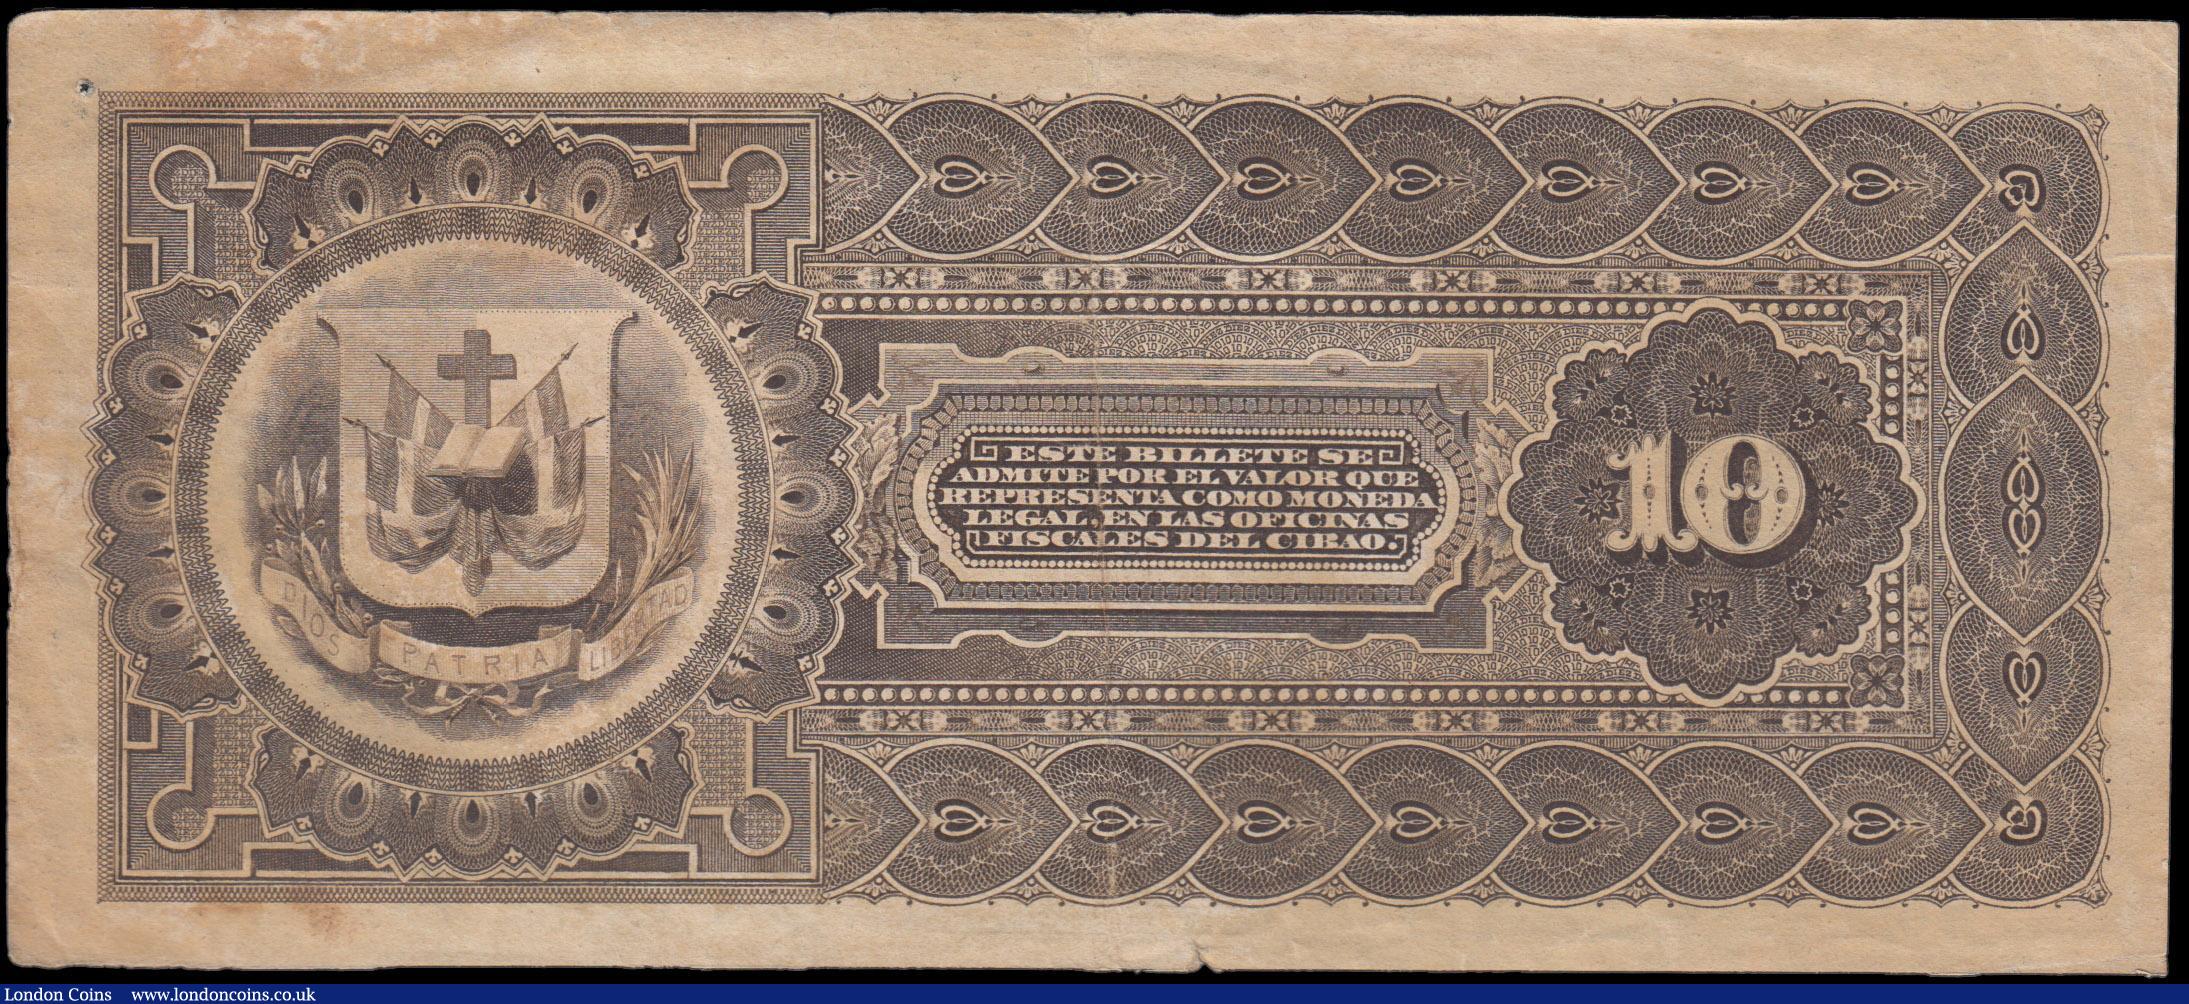 DIOS
PATRIA
LIBERTAD
ESTE BILLETE SE
ADMITE POR EL VALOR QUE
REPRESENTA COMO MONEDA
LEGAL, EN LAS OFICINAS
FISCALES DEL CIBAO.
10
London Coins www.londoncoins.co.uk